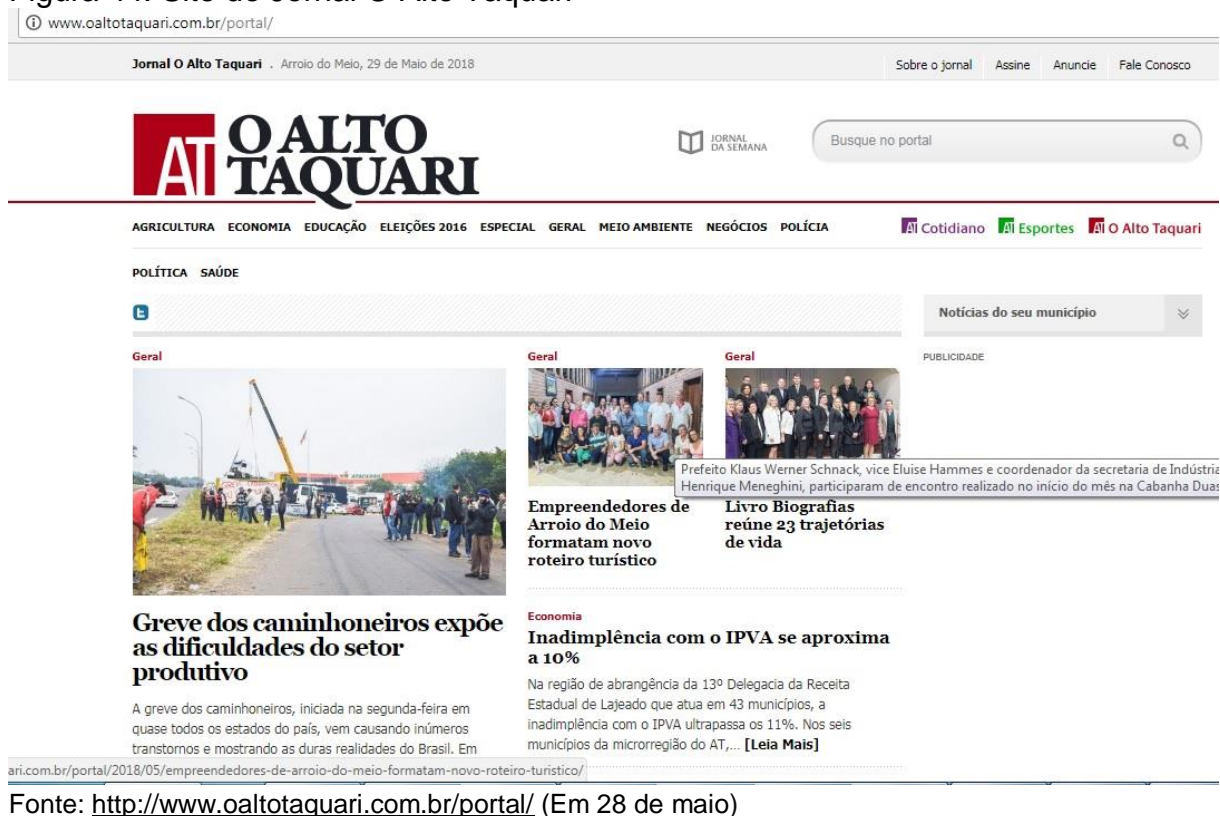 www.oaltotaquari.com.br/portal/
Jornal O Alto Taquari . Arroio do Meio, 29 de Maio de 2018
Sobre o jornal Assine Anuncie Fale Conosco
AT O ALTO
TAQUARI
JORNAL
DA SEMANA
Busque no portal
AGRICULTURA ECONOMIA EDUCAÇÃO ELEIÇÕES 2016 ESPECIAL GERAL MEIO AMBIENTE NEGÓCIOS POLÍCIA
AT Cotidiano AT Esportes AT O Alto Taquari
POLÍTICA SAÚDE
Notícias do seu município
Geral
Greve dos caminhoneiros expõe
as dificuldades do setor
produtivo
A greve dos caminhoneiros, iniciada na segunda-feira em
quase todos os estados do país, vem causando inúmeros
transtornos e mostrando as duras realidades do Brasil. Em
Geral
Empreendedores de
Arroio do Meio
formatam novo
roteiro turístico
Geral
Prefeito Klaus Werner Schnack, vice Eluise Hammes e coordenador da secretaria de Indústria
Henrique Meneghini, participaram de encontro realizado no início do mês na Cabanha Duas
Livro Biografias
reúne 23 trajetórias
de vida
Economia
Inadimplência com o IPVA se aproxima
a 10%
Na região de abrangência da 13º Delegacia da Receita
Estadual de Lajeado que atua em 43 municípios, a
inadimplência com o IPVA ultrapassa os 11%. Nos seis
municípios da microrregião do AT,... [Leia Mais]
PUBLICIDADE
ari.com.br/portal/2018/05/empreendedores-de-arroio-do-meio-formatam-novo-roteiro-turistico/
Fonte: http://www.oaltotaquari.com.br/portal/ (Em 28 de maio)